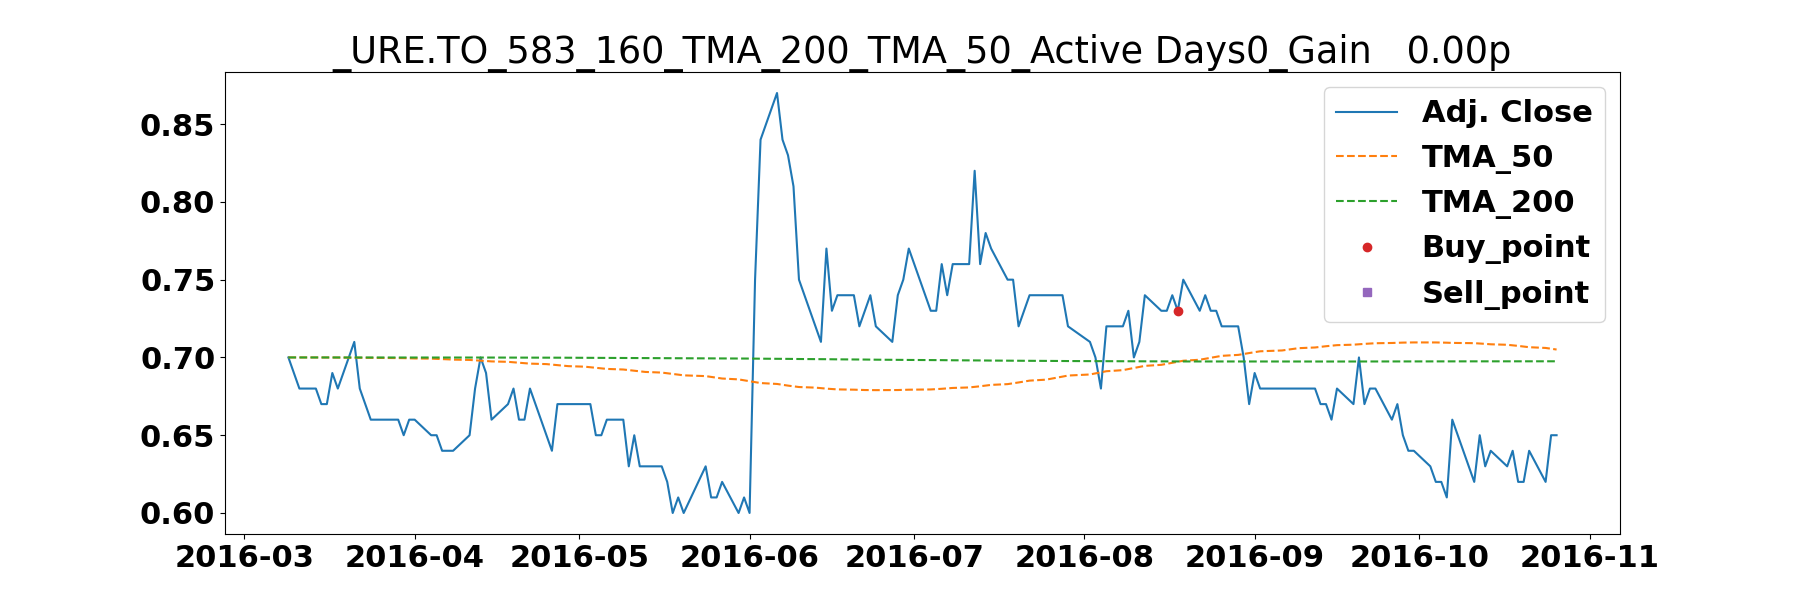 _URE.TO_583_160_TMA_200_TMA_50_Active Days0_Gain   0.00p
0.85
0.80
0.75
0.70
0.65
0.60
Adj. Close
TMA_50
TMA_200
Buy_point
Sell_point
2016-03 2016-04 2016-05 2016-06 2016-07 2016-08 2016-09 2016-10 2016-11